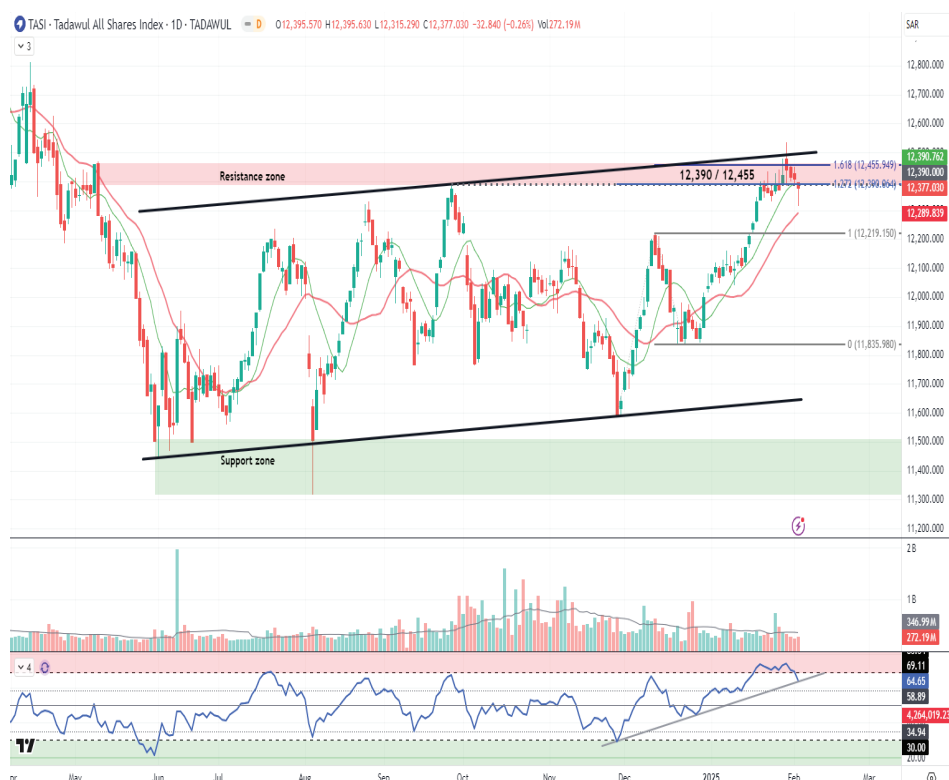 TASI · Tadawul All Shares Index · 1D · TADAWUL
D
O12,395.570 H12,395.630 L12,315.290 C12,377.030 -32.840 (-0.26%) Vol272.19M
SAR
3
12,800.000
12,700.000
12,600.000
12,390.762
1.618 (12,455.949)
12,390.000
12,390 / 12,455
Resistance zone
12,377.030
12,289.839
1 (12,219.150)
12,200.000
12,100.000
12,000.000
11,900.000
0 (11,835.980)
11,800.000
11,700.000
11,600.000
11,500.000
Support zone
11,400.000
11,300.000
11,200.000
2B
1B
346.99M
272.19M
4
69.11
64.65
58.89
4,264,019.23
34.94
30.00
20.00
May Jun Jul Aug Sep Oct Nov Dec 2025 Feb Mar